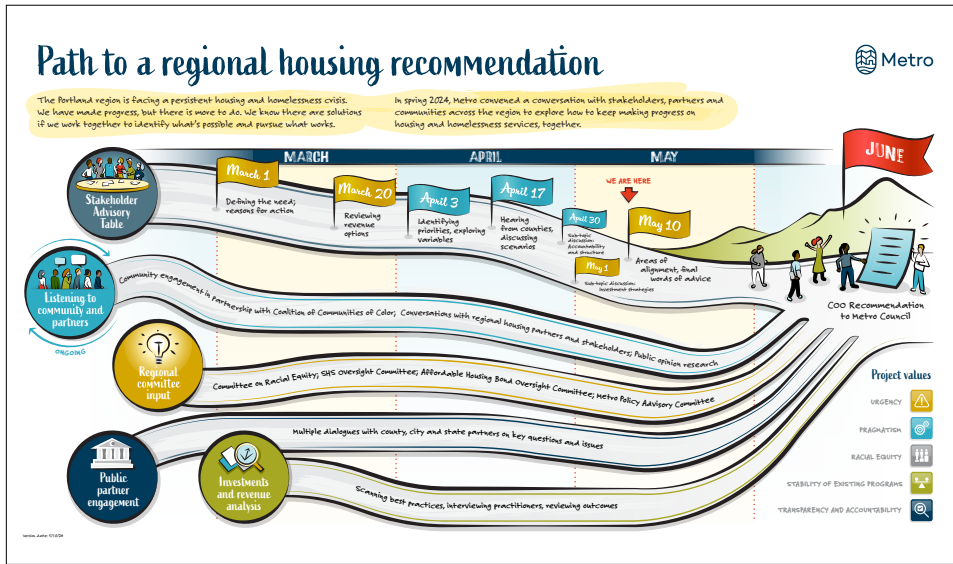 Path to a regional housing recommendation
Metro
The Portland region is facing a persistent housing and homelessness crisis.
We have made progress, but there is more to do. We know there are solutions
if we work together to identify what's possible and pursue what works.
In spring 2024, Metro convened a conversation with stakeholders, partners and
communities across the region to explore how to keep making progress on
housing and homelessness services, together.
MARCH
APRIL
MAY
JUNE
Stakeholder
Advisory
Table
March 1
Defining the need;
reasons for action
March 20
Reviewing
revenue
options
April 3
Identifying
priorities, exploring
variables
April 17
Hearing
from counties,
discussing
scenarios
April 30
Sub-topic
discussion:
Accountability
and structure
May 1
Sub-topic discussion:
Investment strategies
WE ARE HERE
May 10
Areas of
alignment, final
words of advice
COO Recommendation
to Metro Council
Listening to
community and
partners
ONGOING
Community engagement in partnership with Coalition of Communities of Color; Conversations with regional housing partners and stakeholders; Public opinion research
Regional
committee
input
Committee on Racial Equity; SHS Oversight Committee; Affordable Housing Bond Oversight Committee; Metro Policy Advisory Committee
Public
partner
engagement
Multiple dialogues with county, city and state partners on key questions and issues
Investments
and revenue
analysis
Scanning best practices, interviewing practitioners, reviewing outcomes
Project values
URGENCY
PRAGMATISM
RACIAL EQUITY
STABILITY OF EXISTING PROGRAMS
TRANSPARENCY AND ACCOUNTABILITY